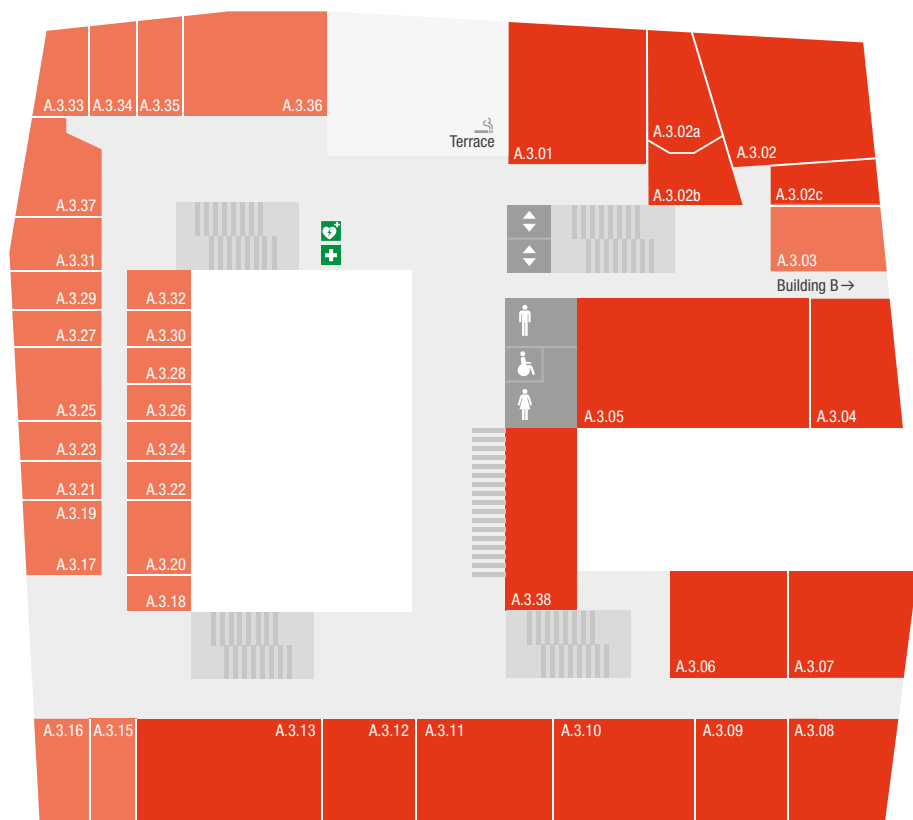 A.3.33 A.3.34 A.3.35 A.3.36
Terrace
A.3.01
A.3.02a
A.3.02
A.3.02b
A.3.02c
A.3.37
A.3.31
A.3.03
Building B→
A.3.29
A.3.32
A.3.27
A.3.30
A.3.28
A.3.25
A.3.26
A.3.05
A.3.04
A.3.23
A.3.24
A.3.21
A.3.22
A.3.19
A.3.17
A.3.20
A.3.18
A.3.38
A.3.06
A.3.07
A.3.16 A.3.15 A.3.13 A.3.12 A.3.11 A.3.10 A.3.09 A.3.08